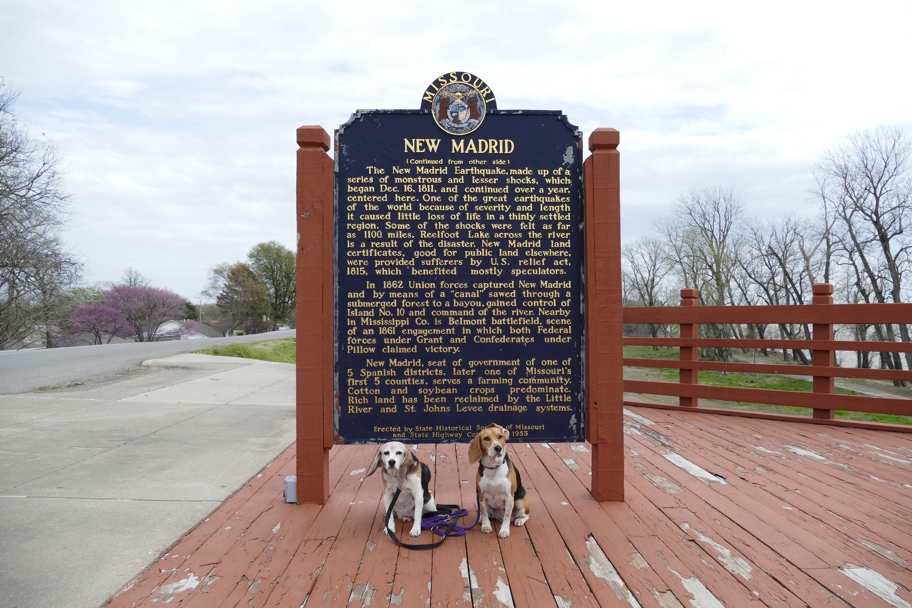 MISSOURI
NEW MADRID
(Continued from other side)
The New Madrid Earthquake, made up of a
series of monstrous and lesser shocks, which
began Dec. 16, 1811, and continued over a year,
centered here. One of the great earthquakes
of the world because of severity and length
it caused little loss of life in a thinly settled
region. Some of the shocks were felt as far
as 1100 miles. Reelfoot Lake across the river
is a result of the disaster. New Madrid land
certificates, good for public land elsewhere,
were provided sufferers by U.S. relief act,
1815, which benefited mostly speculators.
In 1862 Union forces captured New Madrid
and by means of a "canal" sawed through a
submerged forest to a bayou, gained control of
Island No. 10 and command of the river. Nearby
in Mississippi Co. is Belmont battlefield, scene
of an 1861 engagement in which both Federal
forces under Grant and Confederates under
Pillow claimed victory.
New Madrid, seat of government of one of
5 Spanish districts, later one of Missouri's
first 5 counties, serves a farming community.
Cotton and soybean crops predominate.
Rich land has been reclaimed by the Little
River and St. Johns Levee drainage systems.
Erected by State Historical of Missouri
and State Highway 1953